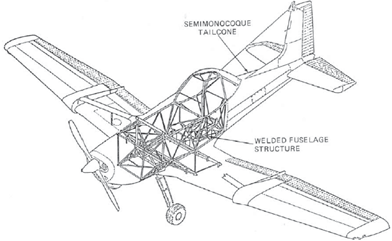 SEMIMONOCOQUE
TAILCONE
WELDED FUSELAGE
STRUCTURE